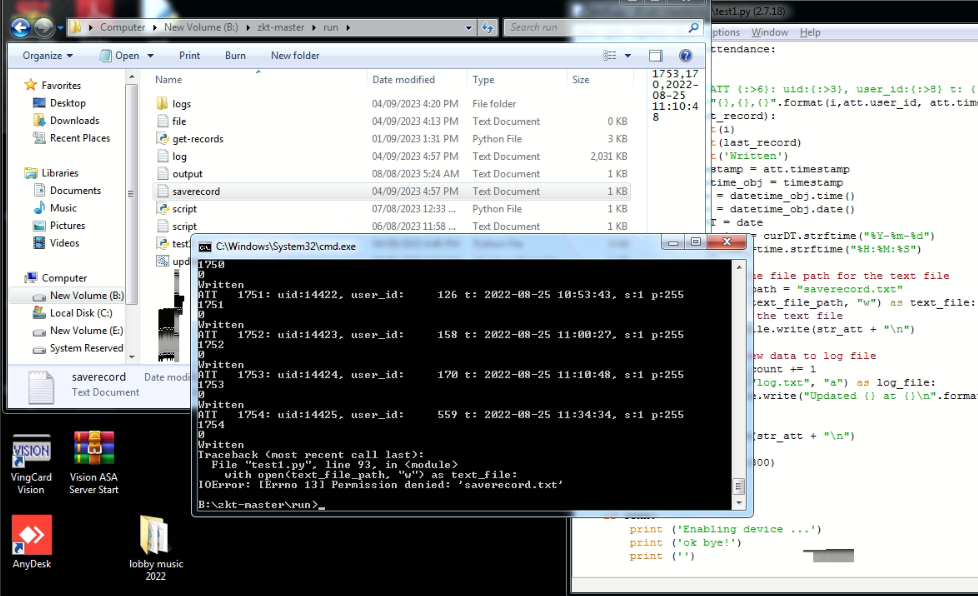 test1.py (2.7.18)
Computer New Volume (B:) zkt-master run
Search run
ptions Window Help
Organize Open Print Burn New folder
Favorites
Desktop
Downloads
Recent Places
Libraries
Documents
Music
Pictures
Videos
Computer
New Volume (B:)
Local Disk (C:)
New Volume (E:)
System Reserved
Name Date modified Type Size
logs 04/09/2023 4:20 PM File folder
file 04/09/2023 4:13 PM Text Document 0 KB
get-records 01/09/2023 1:31 PM Python File 3 KB
log 04/09/2023 4:57 PM Text Document 2,031 KB
output 08/08/2023 5:24 AM Text Document 1 KB
saverecord 04/09/2023 4:57 PM Text Document 1 KB
script 07/08/2023 12:33 ... Python File 1 KB
script 06/08/2023 11:58 ... Text Document 1 KB
test
upd
1753,17
0,2022-
08-25
11:10:4
8
saverecord Date modi
Text Document
ttendance:
ATT {:>6}: uid:{:>3}, user_id:{:>8} t: {
"{},{},{}".format(i,att.user_id, att.time
t_record):
t(i)
t(last_record)
t('Written')
stamp = att.timestamp
time_obj = timestamp
= datetime_obj.time()
= datetime_obj.date()
DT = date
= curDT.strftime("%Y-%m-%d")
time.strftime("%H:%M:%S")
he file path for the text file
path = "saverecord.txt"
text_file_path, "w") as text_file:
the text file
ile.write(str_att + "\n")
ew data to log file
count += 1
"log.txt", "a") as log_file:
.write("Updated {} at {}\n".forma
(str_att + "\n")
300)
print ('Enabling device ...')
print ('ok bye!')
print ('')
C:\Windows\System32\cmd.exe
1750
0
Written
ATT 1751: uid:14422, user_id: 126 t: 2022-08-25 10:53:43, s:1 p:255
1751
0
Written
ATT 1752: uid:14423, user_id: 158 t: 2022-08-25 11:00:27, s:1 p:255
1752
0
Written
ATT 1753: uid:14424, user_id: 170 t: 2022-08-25 11:10:48, s:1 p:255
1753
0
Written
ATT 1754: uid:14425, user_id: 559 t: 2022-08-25 11:34:34, s:1 p:255
1754
0
Written
Traceback (most recent call last):
File "test1.py", line 93, in <module>
with open(text_file_path, "w") as text_file:
IOError: [Errno 13] Permission denied: 'saverecord.txt'
B:\zkt-master\run>_
VingCard
Vision
Vision ASA
Server Start
AnyDesk
lobby music
2022